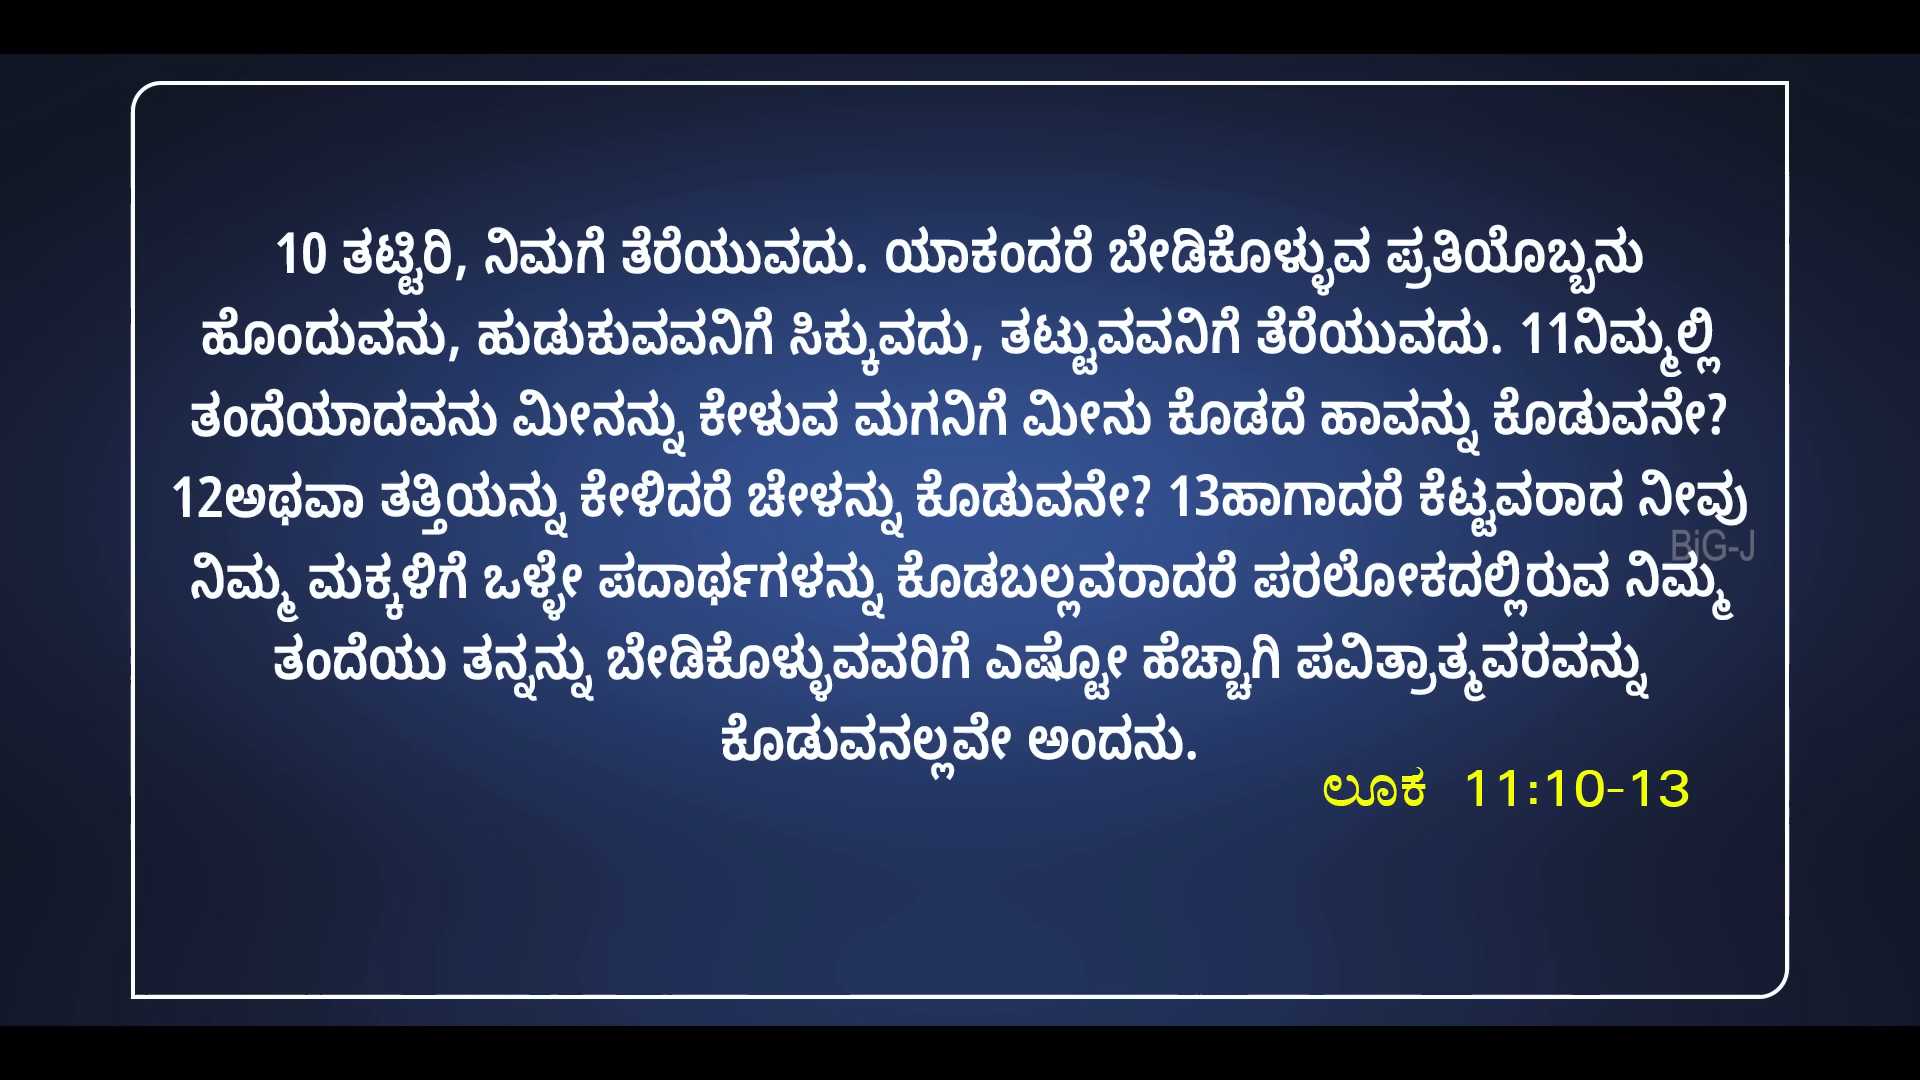 10 ತಟ್ಟಿರಿ, ನಿಮಗೆ ತೆರೆಯುವದು. ಯಾಕಂದರೆ ಬೇಡಿಕೊಳ್ಳುವ ಪ್ರತಿಯೊಬ್ಬನು
ಹೊಂದುವನು, ಹುಡುಕುವವನಿಗೆ ಸಿಕ್ಕುವದು, ತಟ್ಟುವವನಿಗೆ ತೆರೆಯುವದು. 11ನಿಮ್ಮಲ್ಲಿ
ತಂದೆಯಾದವನು ಮೀನನ್ನು ಕೇಳುವ ಮಗನಿಗೆ ಮೀನು ಕೊಡದೆ ಹಾವನ್ನು ಕೊಡುವನೇ?
12ಅಥವಾ ತತ್ತಿಯನ್ನು ಕೇಳಿದರೆ ಚೇಳನ್ನು ಕೊಡುವನೇ? 13ಹಾಗಾದರೆ ಕೆಟ್ಟವರಾದ ನೀವು
BiG-J
ನಿಮ್ಮ ಮಕ್ಕಳಿಗೆ ಒಳ್ಳೇ ಪದಾರ್ಥಗಳನ್ನು ಕೊಡಬಲ್ಲವರಾದರೆ ಪರಲೋಕದಲ್ಲಿರುವ ನಿಮ್ಮ
ತಂದೆಯು ತನ್ನನ್ನು ಬೇಡಿಕೊಳ್ಳುವವರಿಗೆ ಎಷ್ಟೋ ಹೆಚ್ಚಾಗಿ ಪವಿತ್ರಾತ್ಮವರವನ್ನು
ಕೊಡುವನಲ್ಲವೇ ಅಂದನು.
ಲೂಕ 11:10-13